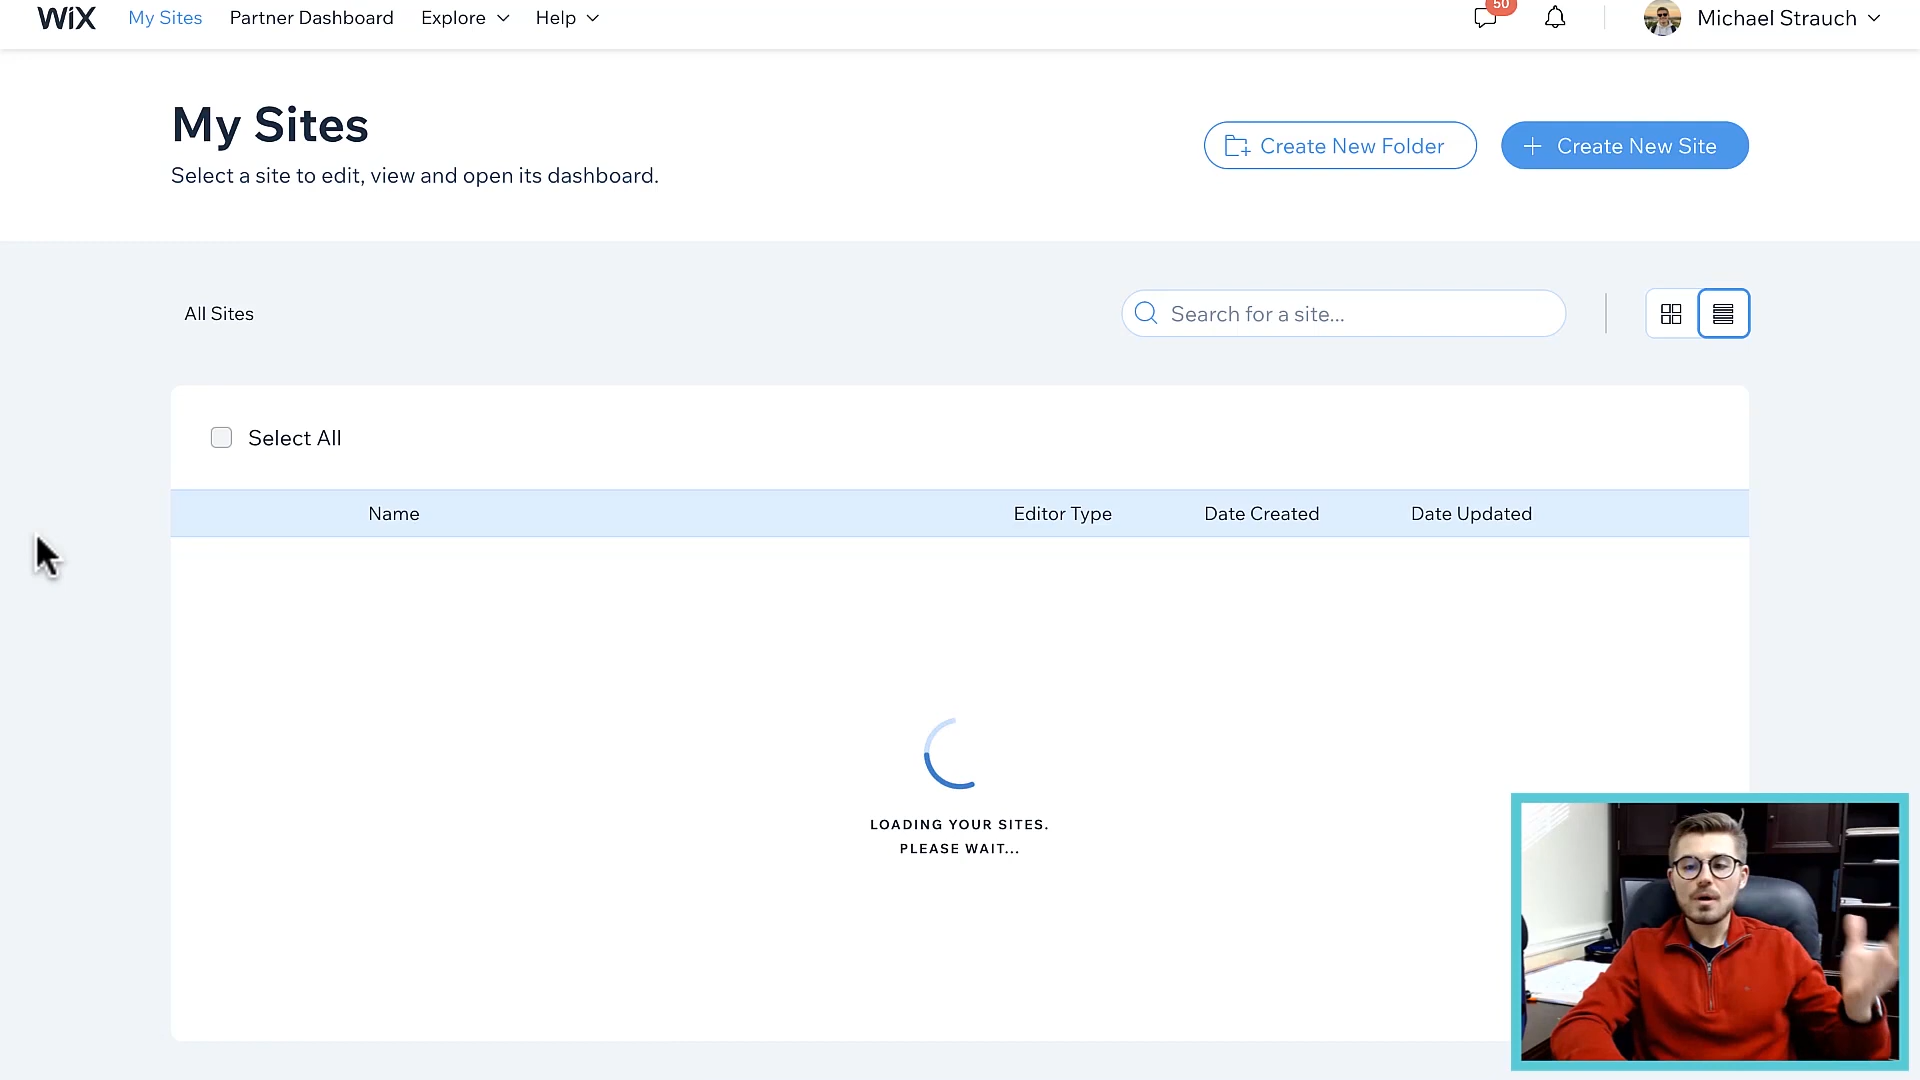 WiX My Sites Partner Dashboard Explore Help 50 Michael Strauch
My Sites
Select a site to edit, view and open its dashboard.
Create New Folder
Create New Site
All Sites
Search for a site...
Select All
Name Editor Type Date Created Date Updated
LOADING YOUR SITES.
PLEASE WAIT...